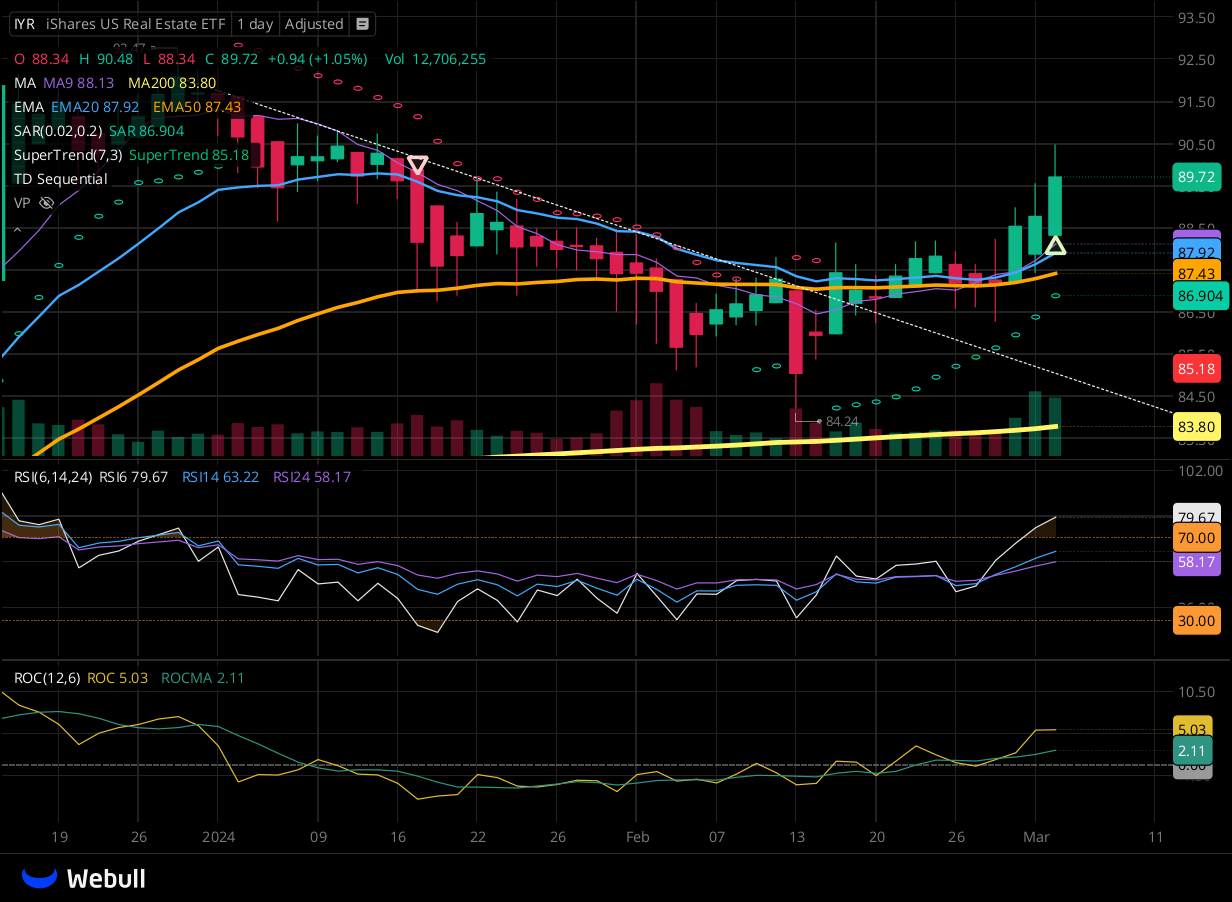 IYR iShares US Real Estate ETF 1 day Adjusted
93.50
O 88.34 H 90.48 L 88.34 C 89.72 +0.94 (+1.05%) Vol 12,706,255
92.50
MA MA9 88.13 MA200 83.80
91.50
EMA EMA20 87.92 EMA50 87.43
SAR(0.02,0.2) SAR 86.904
90.50
SuperTrend(7,3) SuperTrend 85.18
TD Sequential
89.72
VP
87.92
87.43
86.904
86.50
85.18
84.50
84.24
83.80
RSI(6,14,24) RSI6 79.67 RSI14 63.22 RSI24 58.17
102.00
79.67
70.00
58.17
30.00
ROC(12,6) ROC 5.03 ROCMA 2.11
10.50
5.03
2.11
19 26 2024 09 16 22 26 Feb 07 13 20 26 Mar 11
Webull